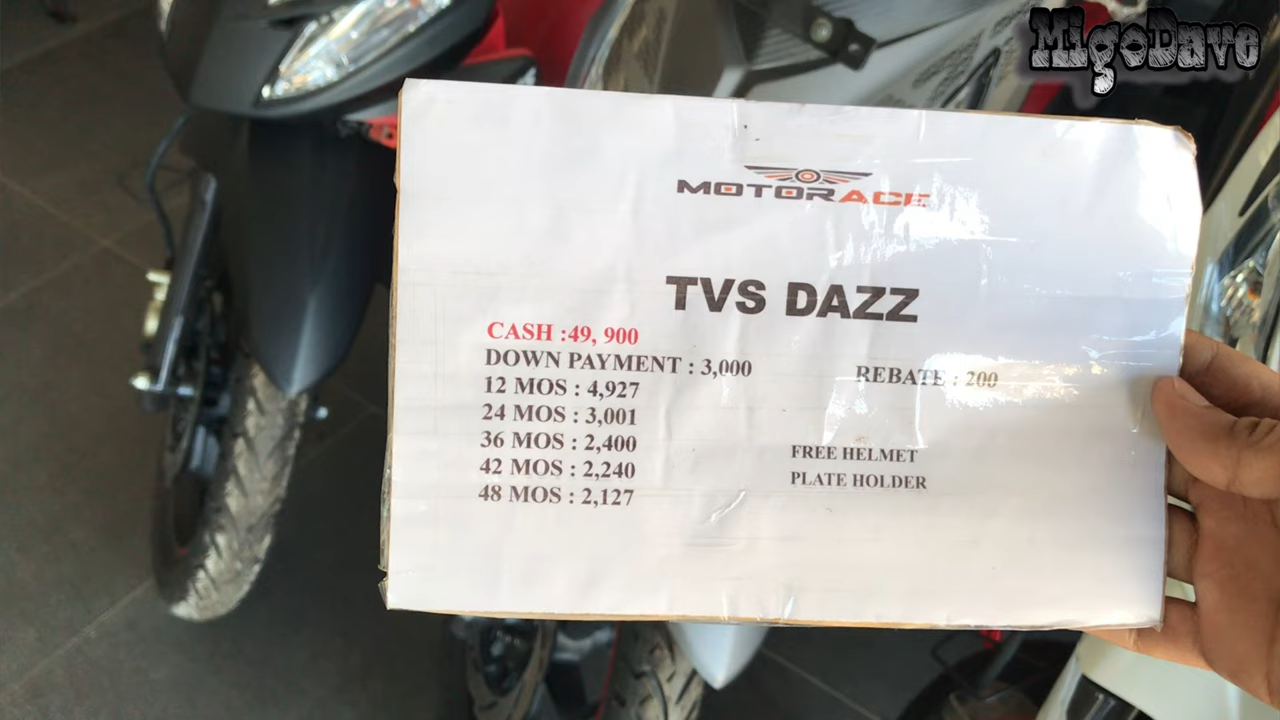 MigoDave
MOTORACE
TVS DAZZ
CASH :49, 900
DOWN PAYMENT : 3,000
REBATE : 200
12 MOS : 4,927
24 MOS : 3,001
36 MOS : 2,400
42 MOS : 2,240
48 MOS : 2,127
FREE HELMET
PLATE HOLDER